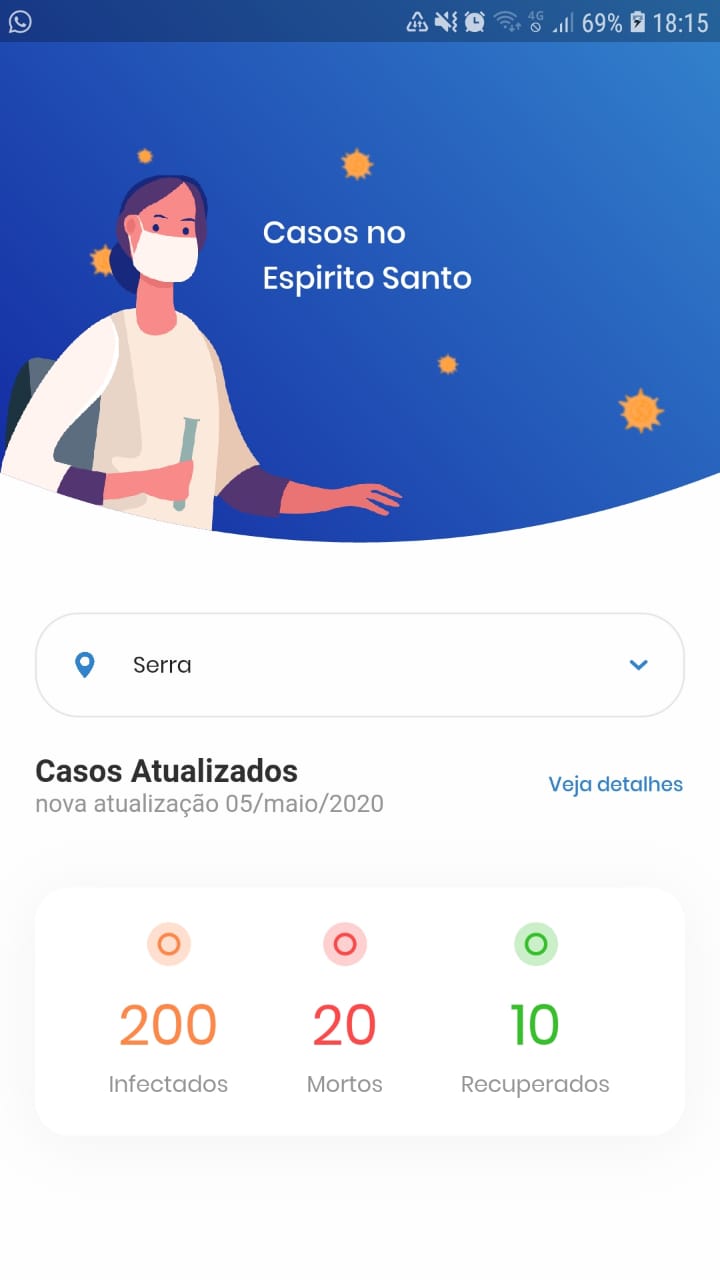 4G 69% 18:15
Casos no
Espirito Santo
Serra
Casos Atualizados
nova atualização 05/maio/2020
Veja detalhes
200 20 10
Infectados Mortos Recuperados